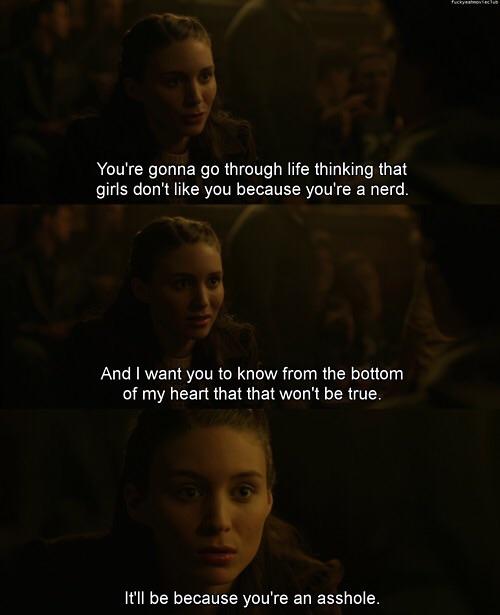 fuckyeahmovieclub
You're gonna go through life thinking that
girls don't like you because you're a nerd.
And I want you to know from the bottom
of my heart that that won't be true.
It'll be because you're an asshole.